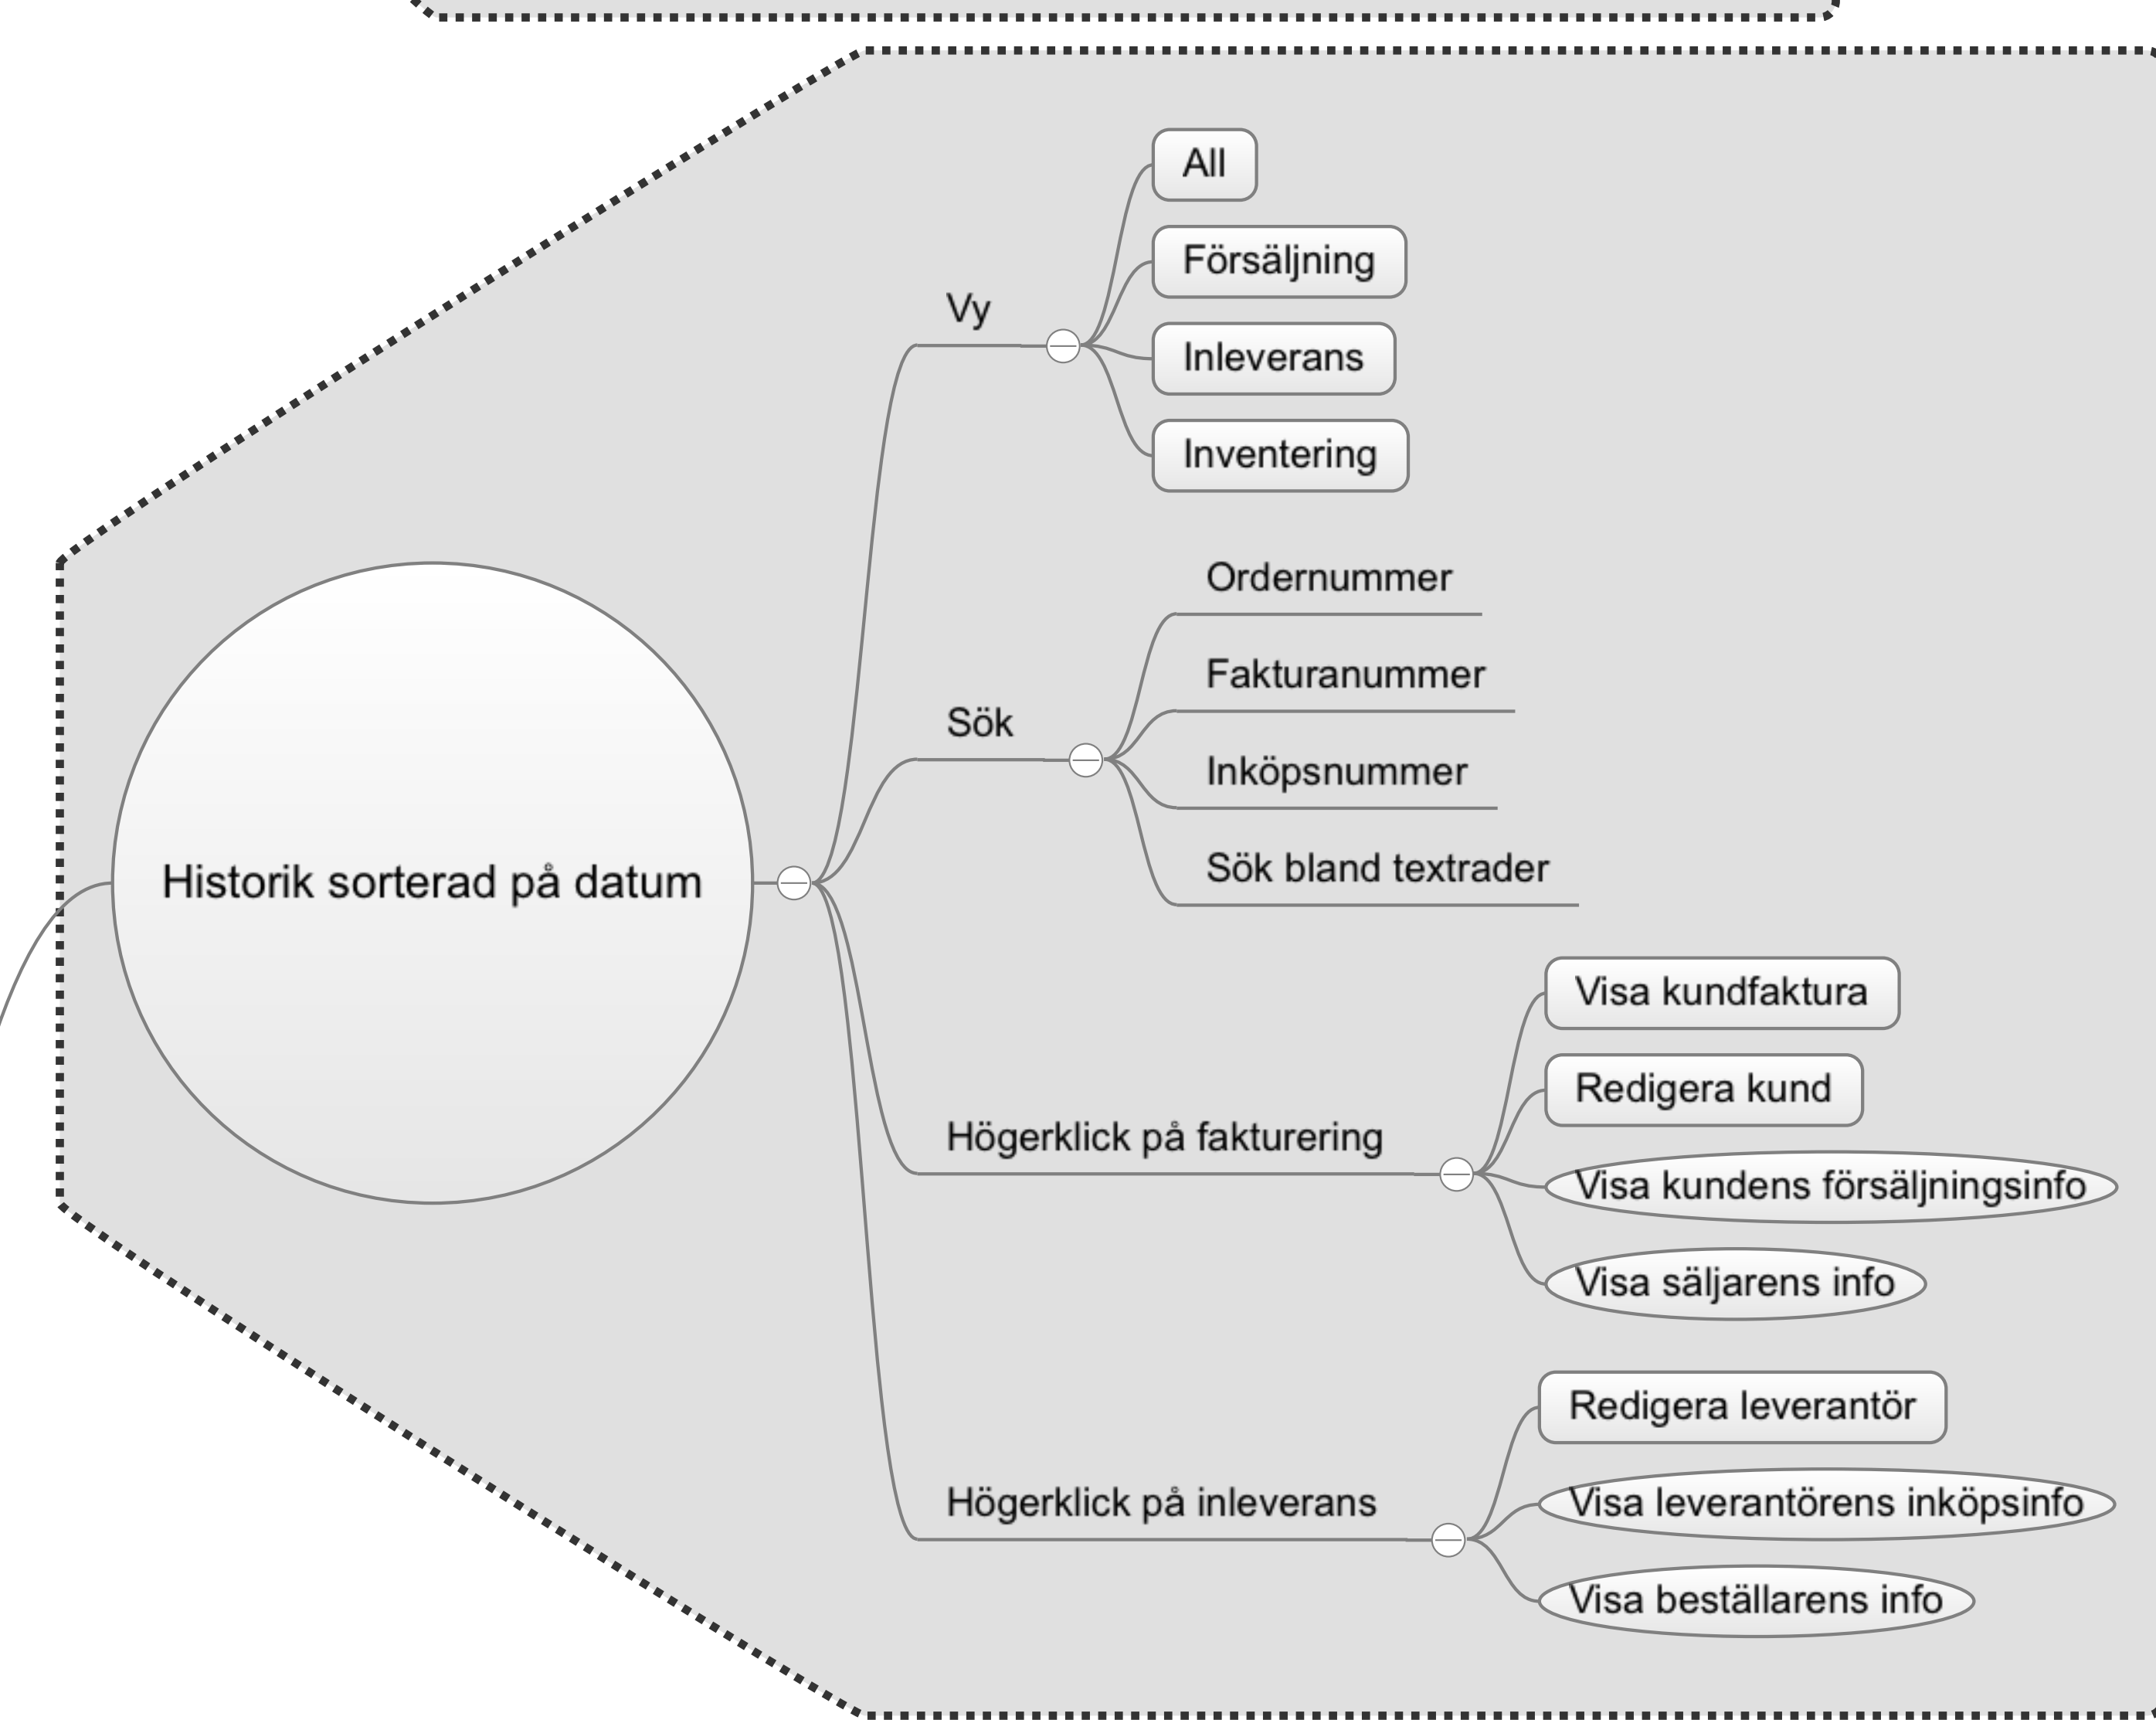 All
Försäljning
Vy
Inleverans
Inventering
Ordernummer
Fakturanummer
Sök
Inköpsnummer
Sök bland textrader
Historik sorterad på datum
Visa kundfaktura
Redigera kund
Högerklick på fakturering
Visa kundens försäljningsinfo
Visa säljarens info
Redigera leverantör
Högerklick på inleverans
Visa leverantörens inköpsinfo
Visa beställarens info